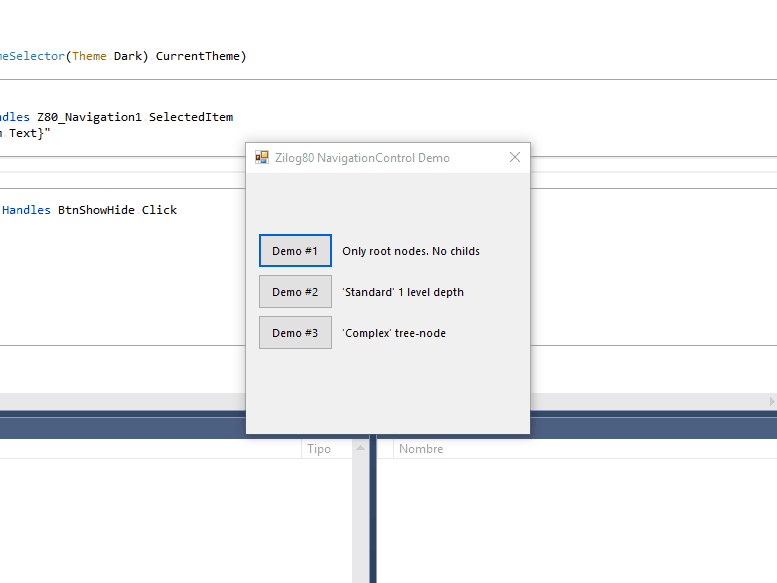 meSelector(Theme Dark) CurrentTheme)
dles Z80_Navigation1 SelectedItem
Text}"
Zilog80 NavigationControl Demo
Handles BtnShowHide Click
Demo #1 Only root nodes. No childs
Demo #2 'Standard' 1 level depth
Demo #3 'Complex' tree-node
Tipo Nombre